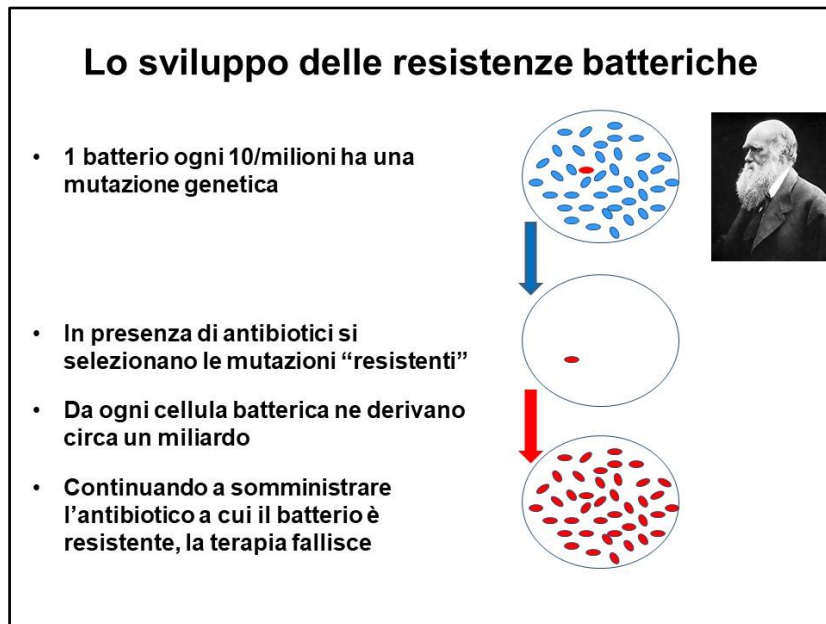 Lo sviluppo delle resistenze batteriche
• 1 batterio ogni 10/milioni ha una
mutazione genetica
• In presenza di antibiotici si
selezionano le mutazioni “resistenti”
• Da ogni cellula batterica ne derivano
circa un miliardo
• Continuando a somministrare
l’antibiotico a cui il batterio è
resistente, la terapia fallisce